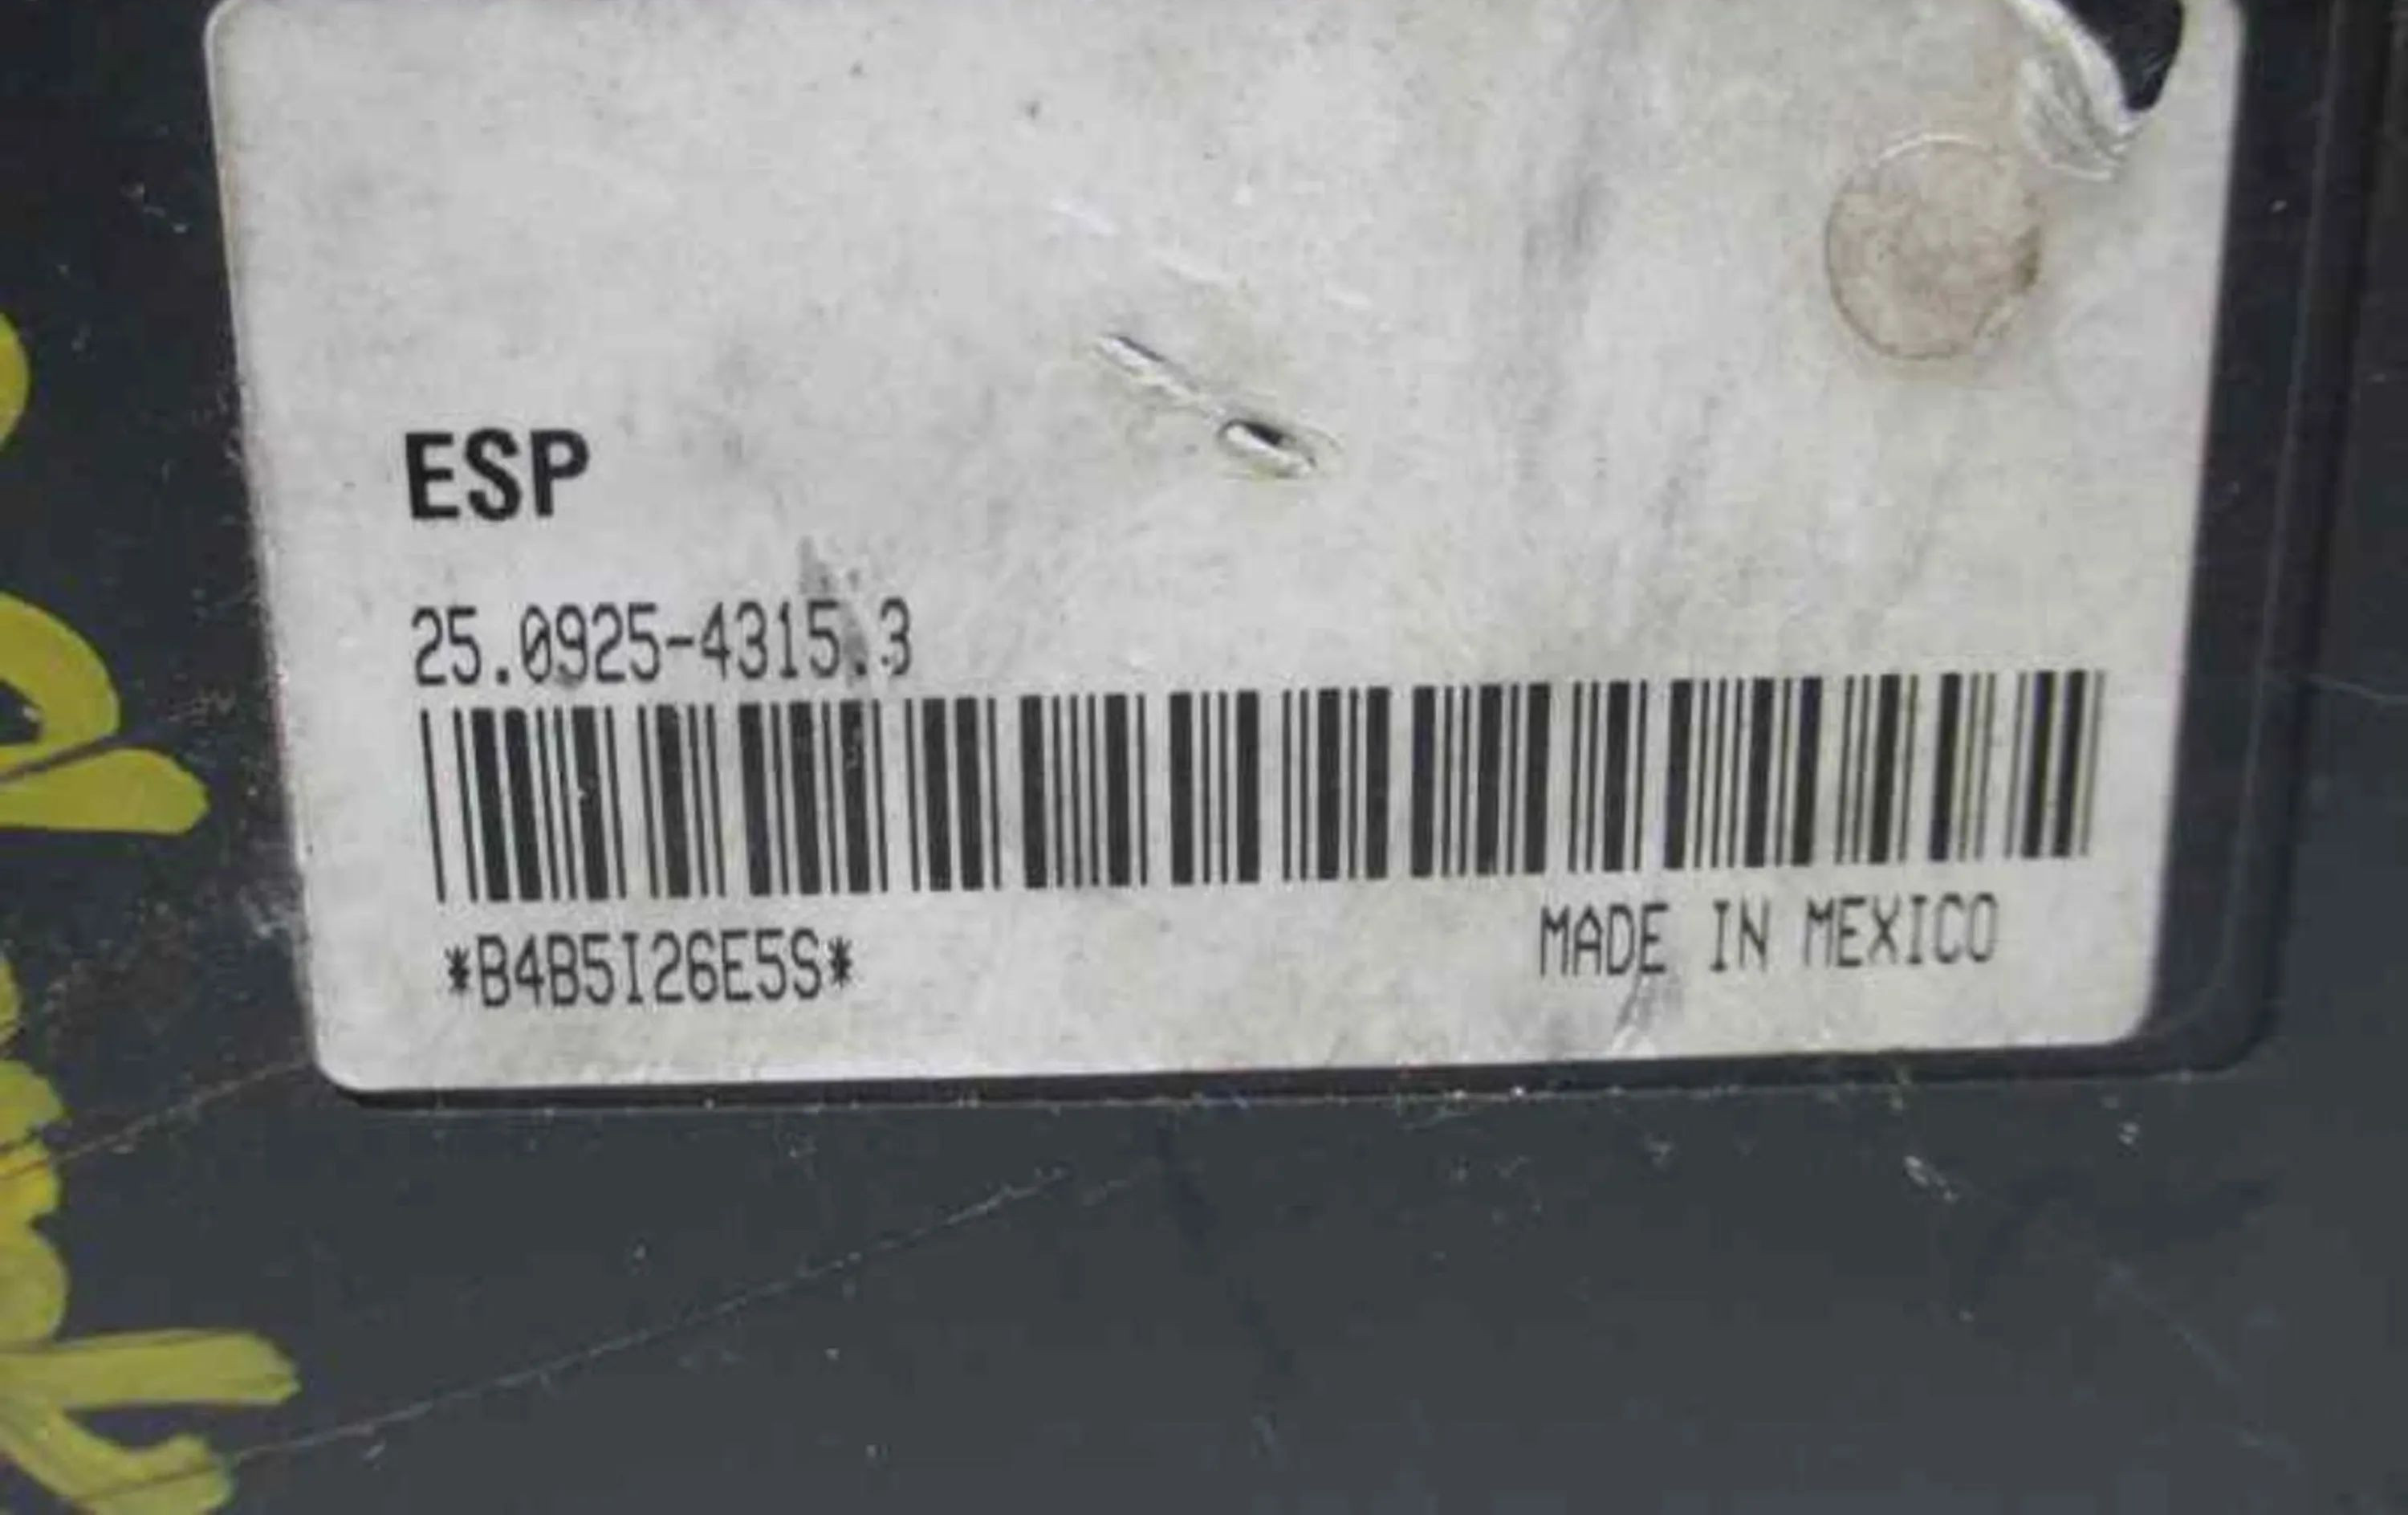 ESP
25.0925-4315.3
*B4B5I26E5S*
MADE IN MEXICO